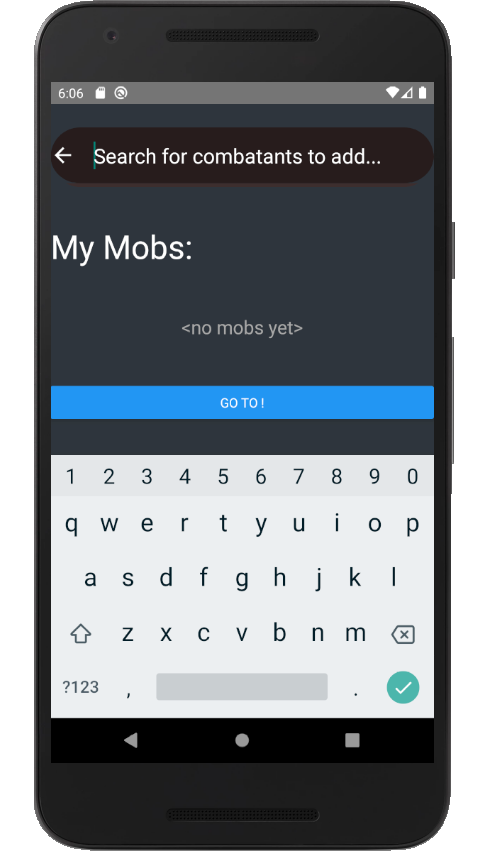 6:06
Search for combatants to add...
My Mobs:
<no mobs yet>
GO TO !
1 2 3 4 5 6 7 8 9 0
q w e r t y u i o p
a s d f g h j k l
z x c v b n m
?123 , .